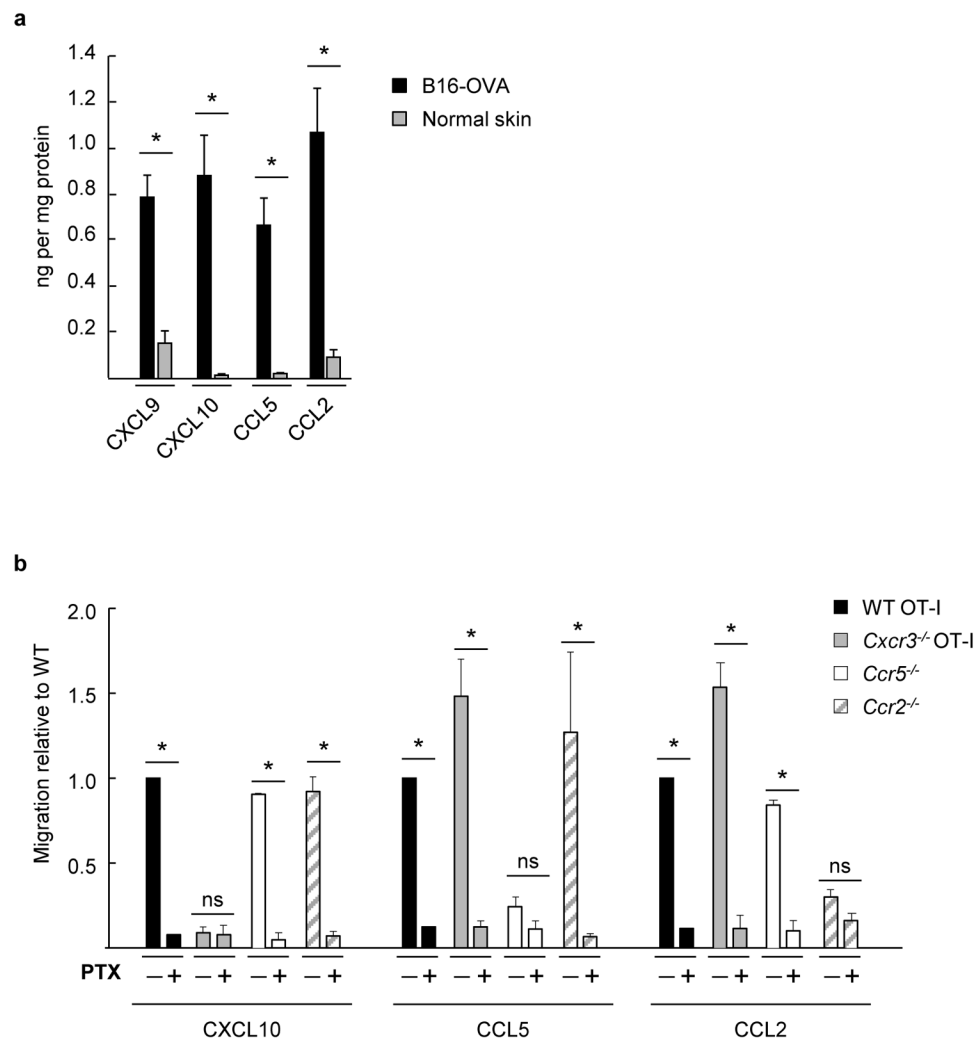 a
1.4
1.2
1.0
0.8
0.6
0.4
0.2
ng per mg protein
* * * *
B16-OVA
Normal skin
CXCL9 CXCL10 CCL5 CCL2
b
2.0
1.5
1.0
0.5
Migration relative to WT
WT OT-I
Cxcr3-/- OT-I
Ccr5-/-
Ccr2-/-
* ns * * * * ns * * * * ns
PTX – + – + – + – + – + – + – + – + – + – + – + – +
CXCL10 CCL5 CCL2